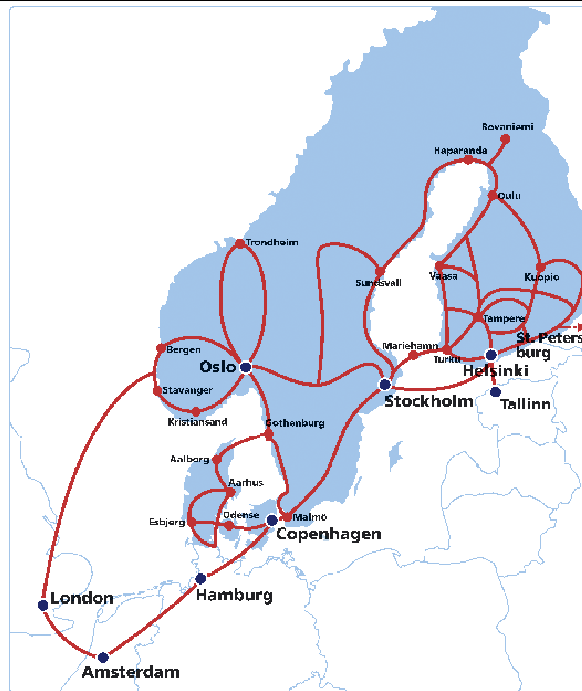 Rovaniemi
Haparanda
Oulu
Trondheim
Sundsvall
Vaasa
Kuopio
Tampere
St. Peters
burg
Mariehamn
Turku
Helsinki
Bergen
Oslo
Stavanger
Kristiansand
Stockholm
Tallinn
Gothenburg
Aalborg
Aarhus
Esbjerg
Odense
Malmö
Copenhagen
London
Hamburg
Amsterdam